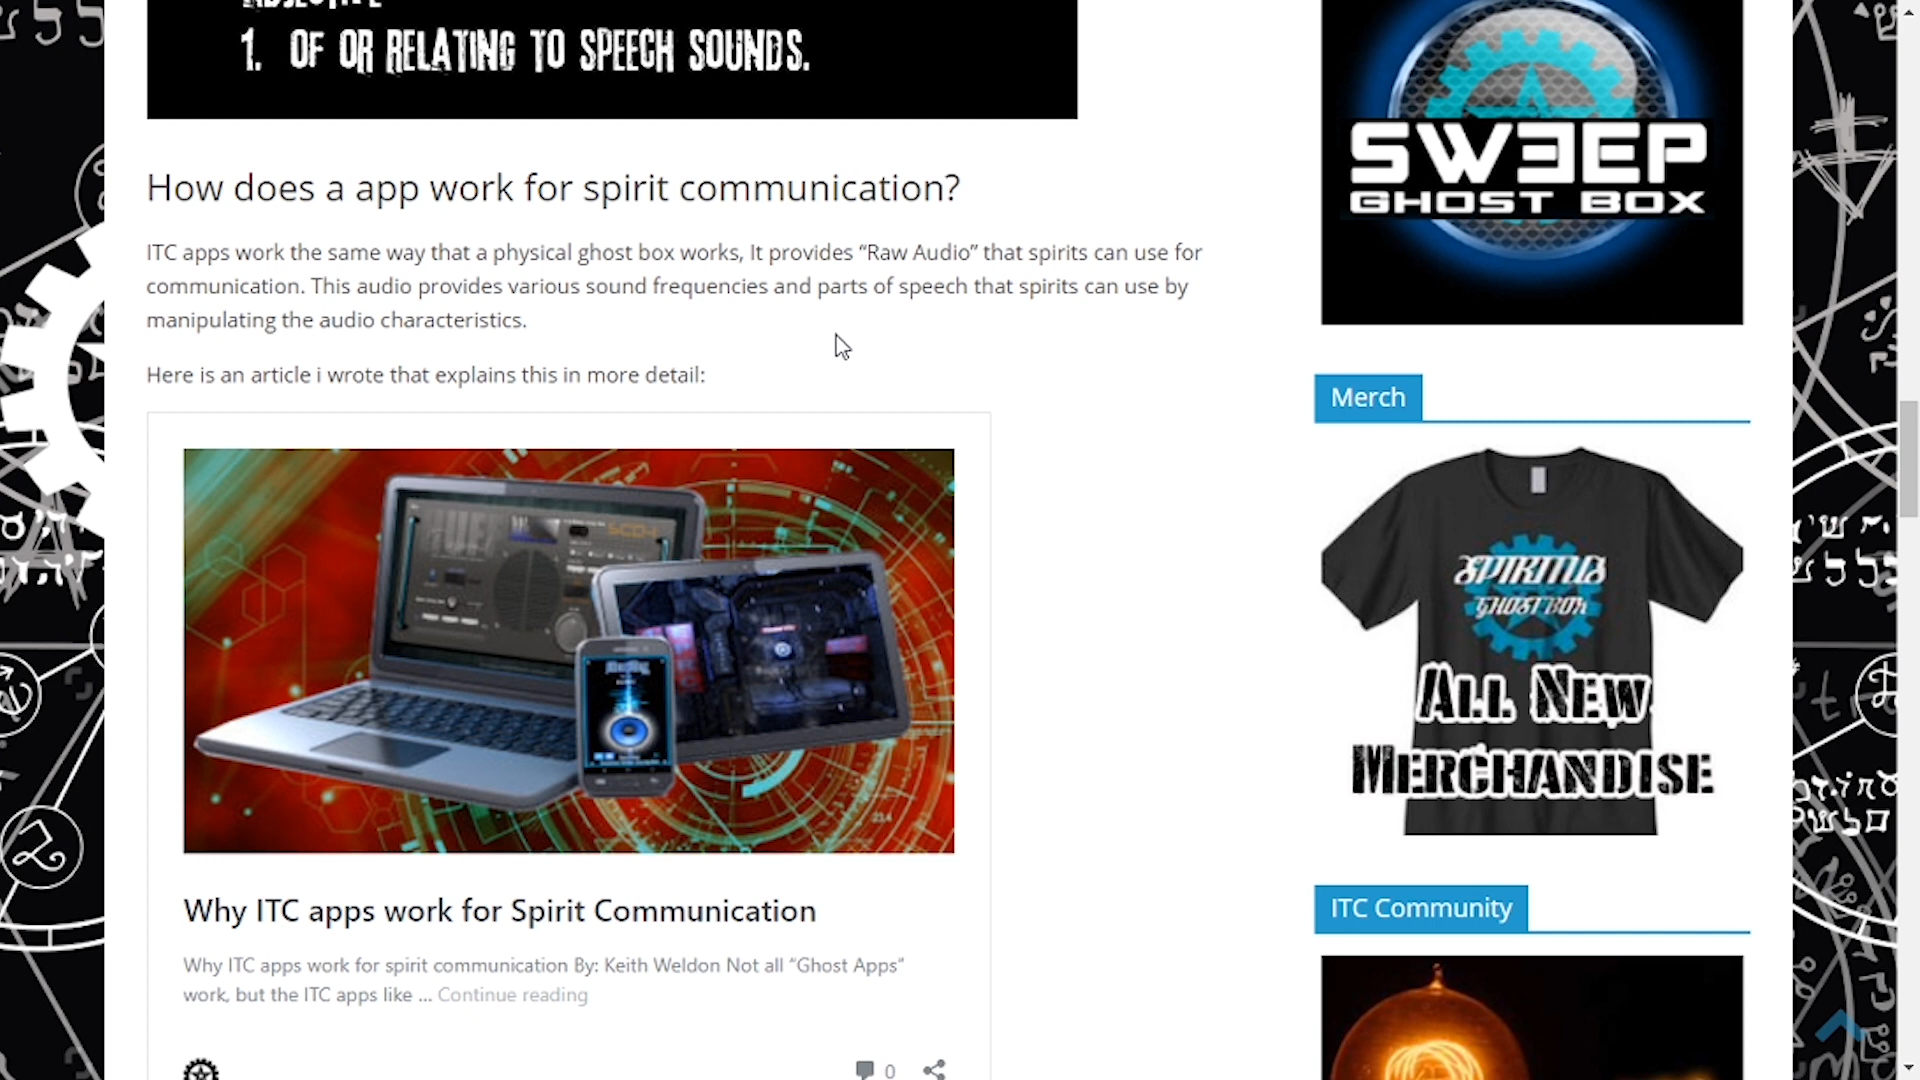 1. OF OR RELATING TO SPEECH SOUNDS.
How does a app work for spirit communication?
ITC apps work the same way that a physical ghost box works, It provides “Raw Audio” that spirits can use for
communication. This audio provides various sound frequencies and parts of speech that spirits can use by
manipulating the audio characteristics.
Here is an article i wrote that explains this in more detail:
SCD-1
Why ITC apps work for Spirit Communication
Why ITC apps work for spirit communication By: Keith Weldon Not all “Ghost Apps”
work, but the ITC apps like ... Continue reading
0
SWEEP
GHOST BOX
Merch
GHOST BOX
ALL NEW
MERCHANDISE
ITC Community